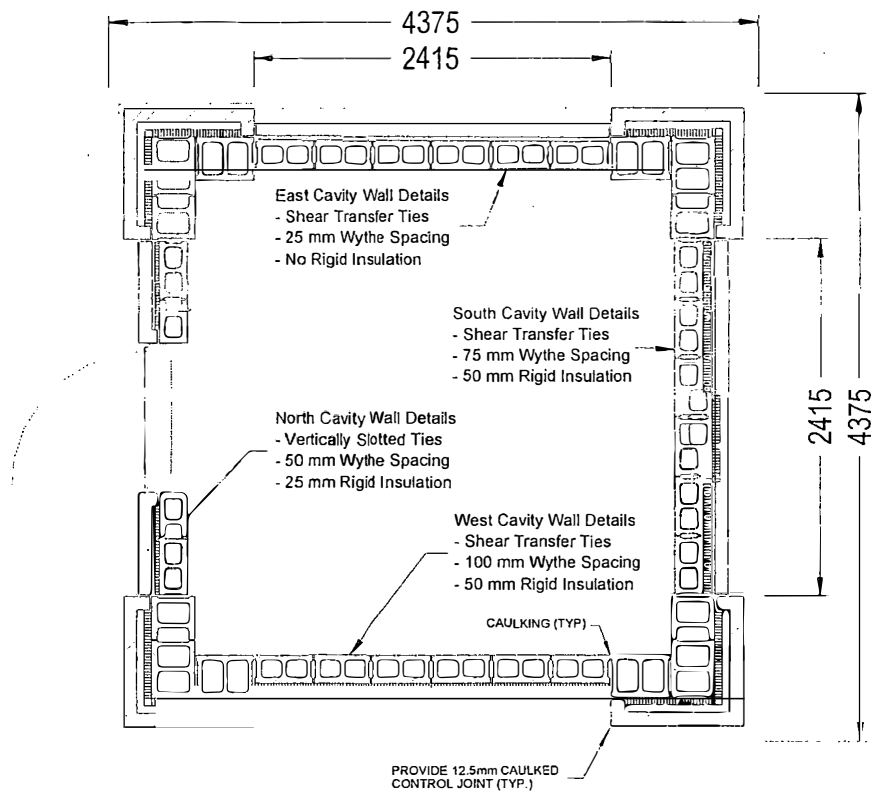 4375
2415
East Cavity Wall Details
- Shear Transfer Ties
- 25 mm Wythe Spacing
- No Rigid Insulation
South Cavity Wall Details
- Shear Transfer Ties
- 75 mm Wythe Spacing
- 50 mm Rigid Insulation
2415
4375
North Cavity Wall Details
- Vertically Slotted Ties
- 50 mm Wythe Spacing
- 25 mm Rigid Insulation
West Cavity Wall Details
- Shear Transfer Ties
- 100 mm Wythe Spacing
- 50 mm Rigid Insulation
CAULKING (TYP)
PROVIDE 12.5mm CAULKED
CONTROL JOINT (TYP.)